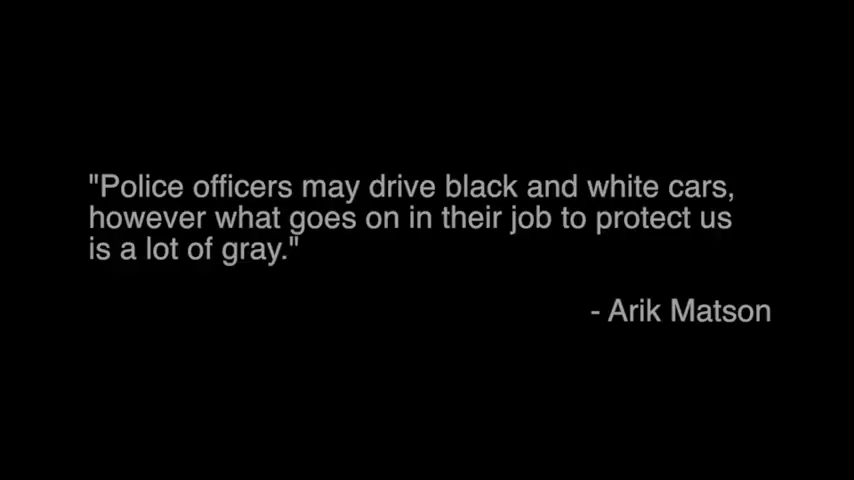 "Police officers may drive black and white cars,
however what goes on in their job to protect us
is a lot of gray."
- Arik Matson